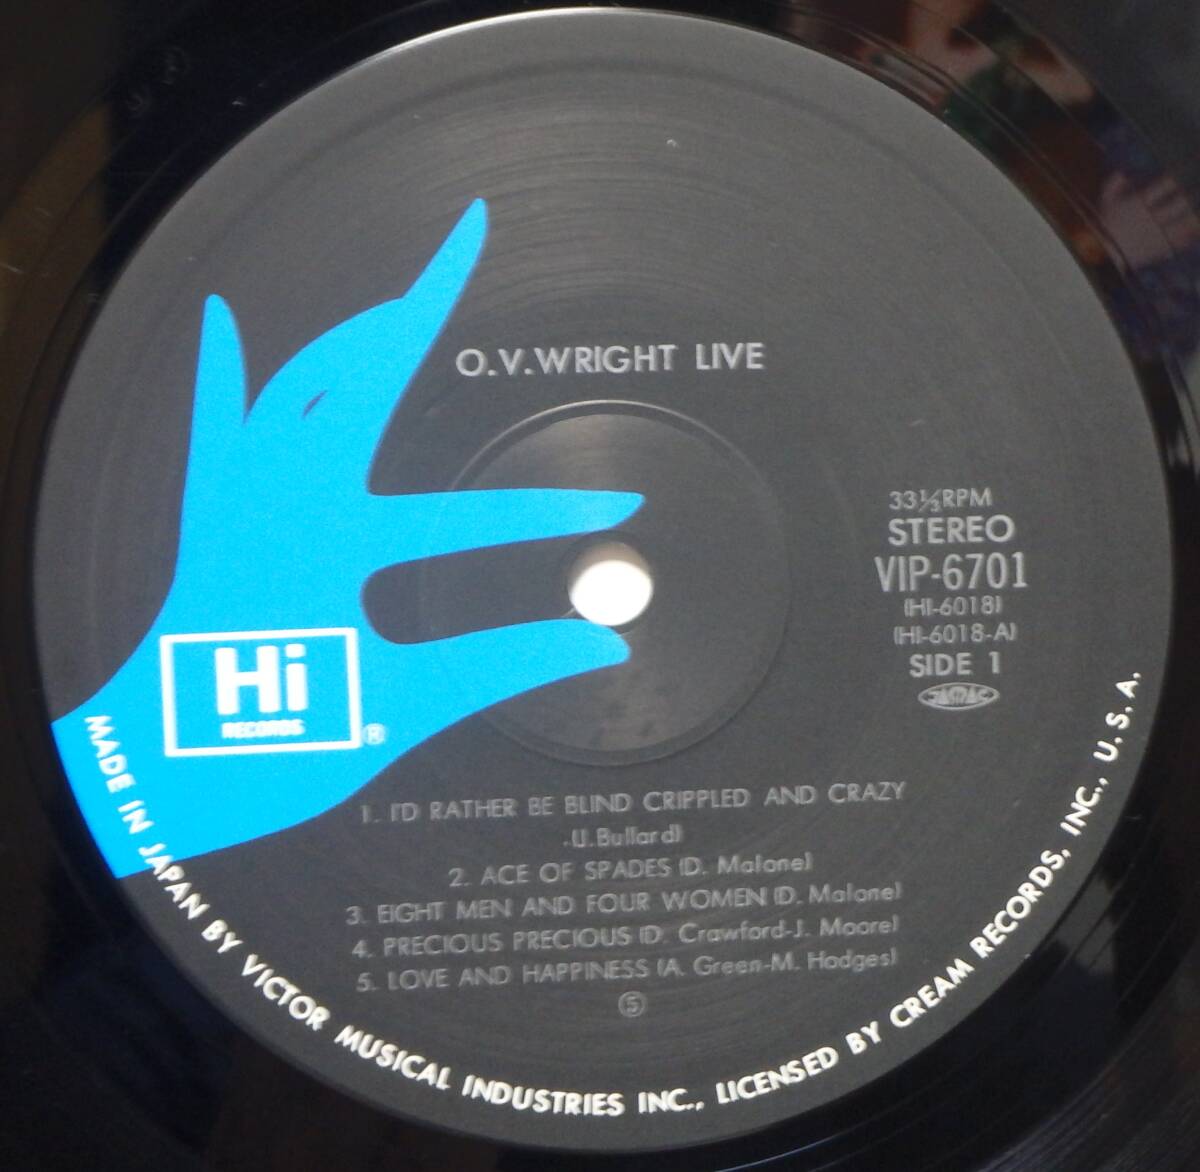 O.V.WRIGHT LIVE
33⅓RPM
STEREO
VIP-6701
(HI-6018)
(HI-6018-A)
SIDE 1
JASRAC
Hi
RECORDS
®
1. I'D RATHER BE BLIND CRIPPLED AND CRAZY
U.Bullard)
2. ACE OF SPADES (D. Malone)
3. EIGHT MEN AND FOUR WOMEN (D. Malone)
4. PRECIOUS PRECIOUS (D. Crawford-J. Moore)
5. LOVE AND HAPPINESS (A. Green-M. Hodges)
⑤
MADE IN JAPAN BY VICTOR MUSICAL INDUSTRIES INC., LICENSED BY CREAM RECORDS, INC., U.S.A.